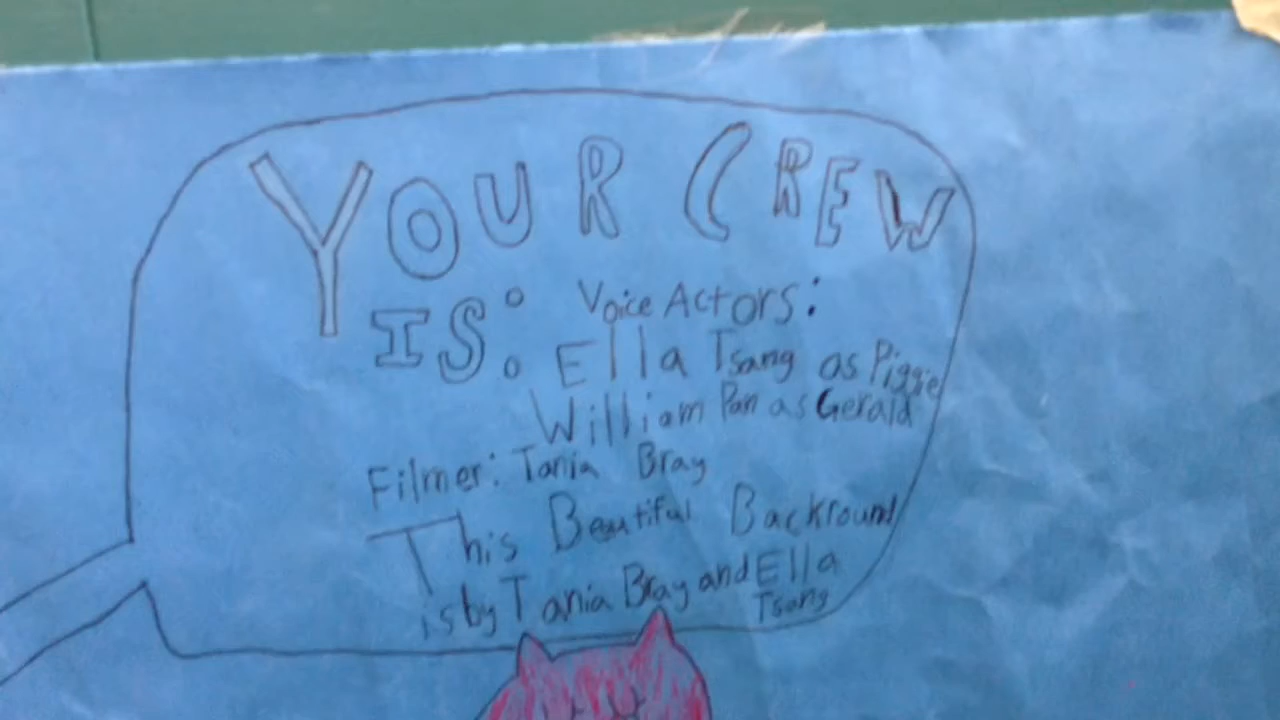 YOUR CREW
IS: Voice Actors:
Ella Tsang as Piggie
William Pan as Gerald
Filmer: Tania Bray
This Beautiful Backround
is by Tania Bray and Ella
Tsang